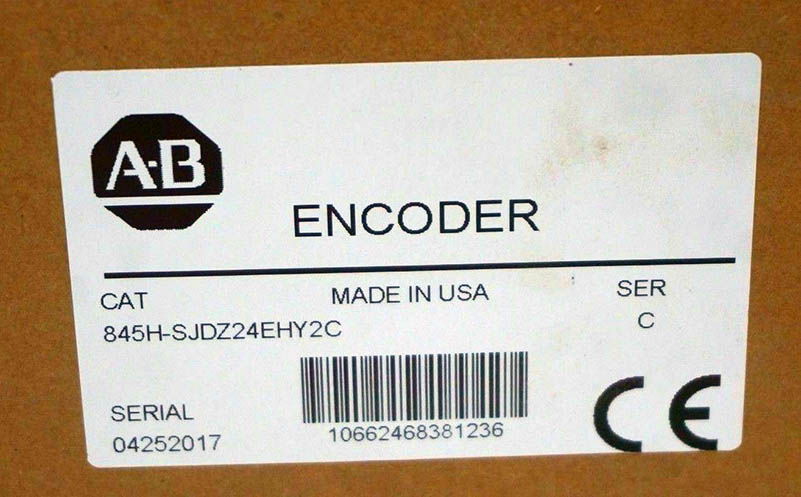 A-B
ENCODER
CAT
MADE IN USA
SER
845H-SJDZ24EHY2C
C
SERIAL
04252017
10662468381236
CE